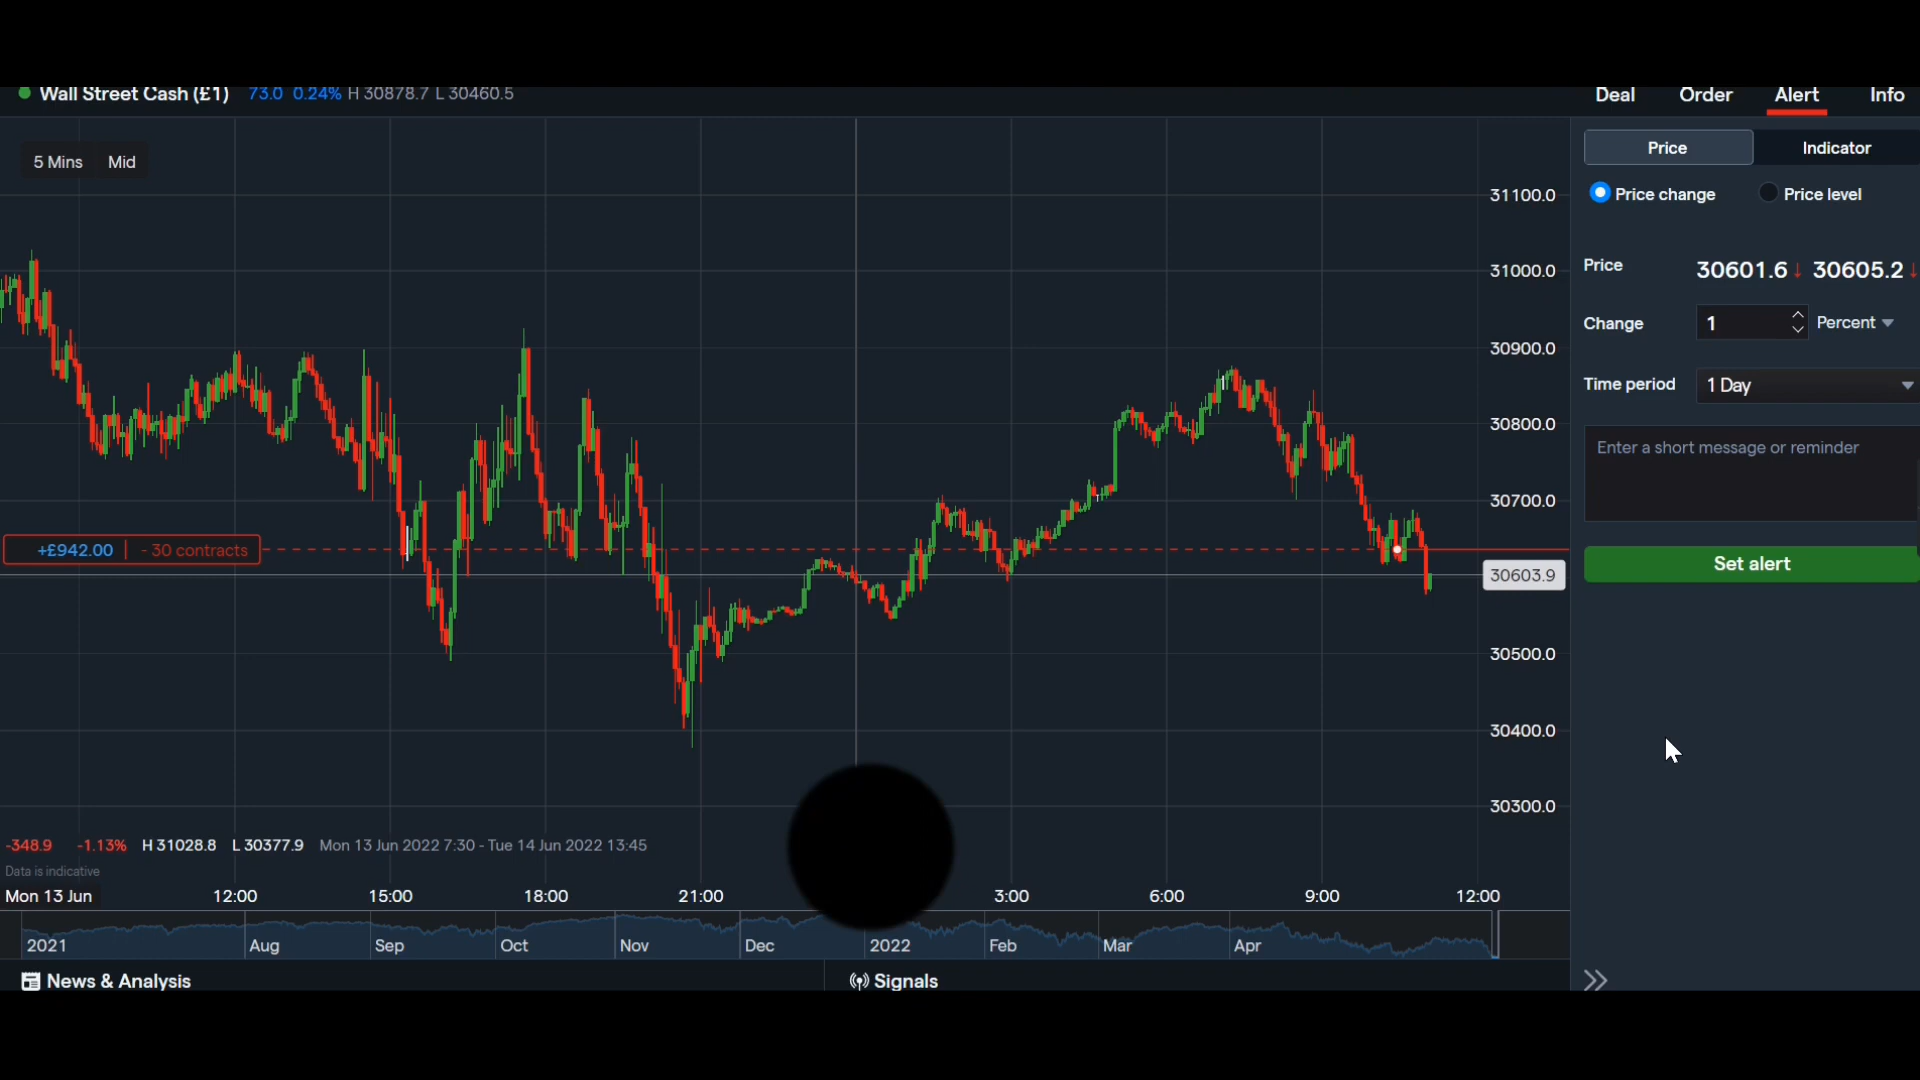 Wall Street Cash (£1) 73.0 0.24% H 30878.7 L 30460.5
Deal Order Alert Info
5 Mins Mid
Price Indicator
Price change Price level
Price 30601.6 30605.2
Change 1 Percent
Time period 1 Day
Enter a short message or reminder
Set alert
31100.0
31000.0
30900.0
30800.0
30700.0
+£942.00 - 30 contracts
30603.9
30500.0
30400.0
30300.0
-348.9 -1.13% H 31028.8 L 30377.9 Mon 13 Jun 2022 7:30 - Tue 14 Jun 2022 13:45
Data is indicative
Mon 13 Jun 12:00 15:00 18:00 21:00 3:00 6:00 9:00 12:00
2021 Aug Sep Oct Nov Dec 2022 Feb Mar Apr
News & Analysis Signals